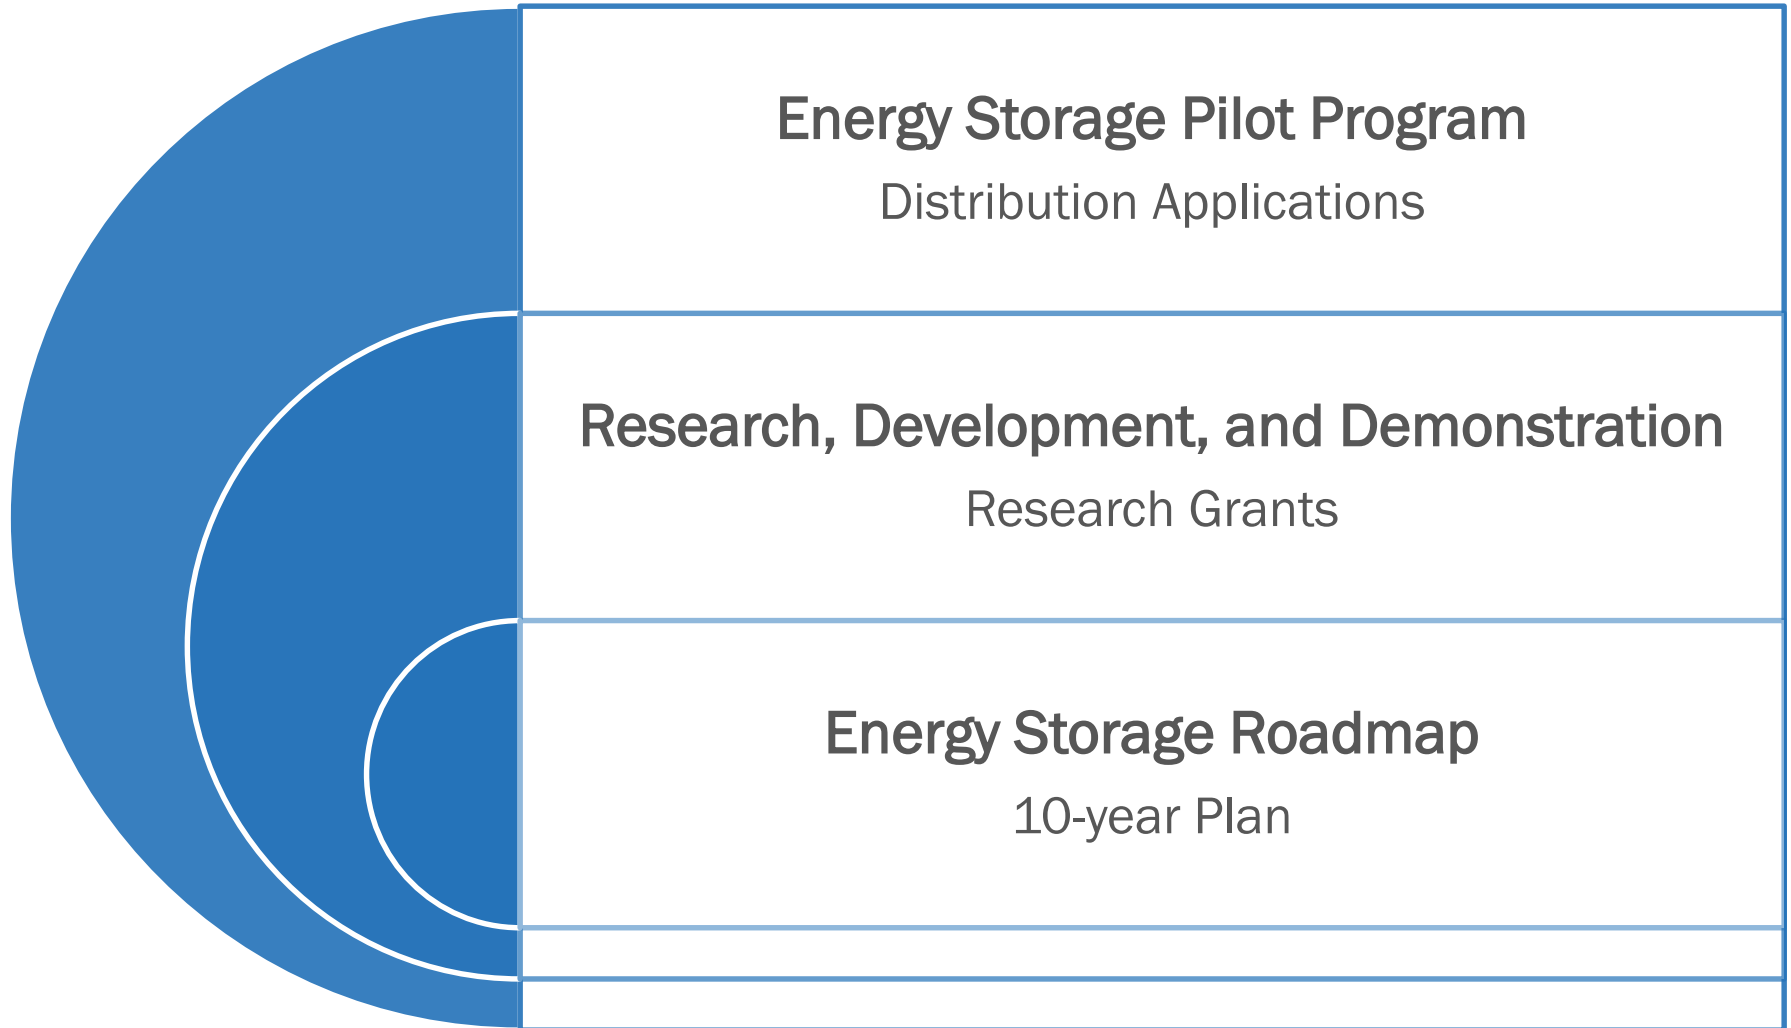 Energy Storage Pilot Program
Distribution Applications
Research, Development, and Demonstration
Research Grants
Energy Storage Roadmap
10-year Plan